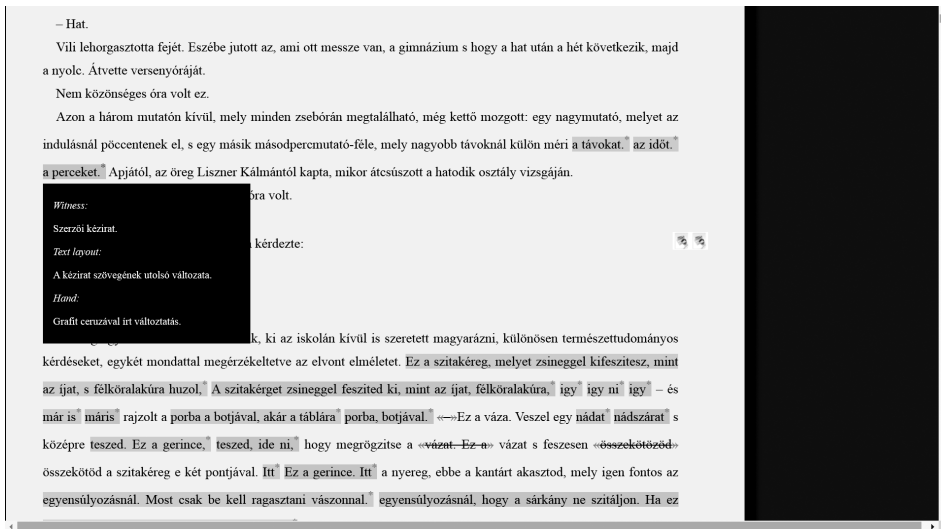 – Hat.
Vili lehorgasztotta fejét. Eszébe jutott az, ami ott messze van, a gimnázium s hogy a hat után a hét következik, majd
a nyolc. Átvette versenyóráját.
Nem közönséges óra volt ez.
Azon a három mutatón kívül, mely minden zsebórán megtalálható, még kettő mozgott: egy nagymutató, melyet az
indulásnál pöccentenek el, s egy másik másodpercmutató-féle, mely nagyobb távoknál külön méri a távokat.* az időt.*
a perceket.* Apjától, az öreg Liszner Kálmántól kapta, mikor átcsúszott a hatodik osztály vizsgáján.
óra volt.
Witness:
Szerzői kézirat.
Text layout:
kérdezte:
A kézirat szövegének utolsó változata.
Hand:
Grafit ceruzával írt változtatás.
k, ki az iskolán kívül is szeretett magyarázni, különösen természettudományos
kérdéseket, egykét mondattal megérzékeltetve az elvont elméletet. Ez a szitakéreg, melyet zsineggel kifeszítesz, mint
az íjat, s félköralakúra huzol,* A szitakérget zsineggel feszíted ki, mint az íjat, félköralakúra,* igy* igy ni* igy* – és
már is* máris* rajzolt a porba a botjával, akár a táblára* porba, botjával.* «–»Ez a váza. Veszel egy nádat* nádszárat* s
középre teszed. Ez a gerince,* teszed, ide ni,* hogy megrögzitse a «vázat. Ez a» vázat s feszesen «összekötözöd»
összekötöd a szitakéreg e két pontjával. Itt* Ez a gerince. Itt* a nyereg, ebbe a kantárt akasztod, mely igen fontos az
egyensúlyozásnál. Most csak be kell ragasztani vászonnal.* egyensúlyozásnál, hogy a sárkány ne szitáljon. Ha ez